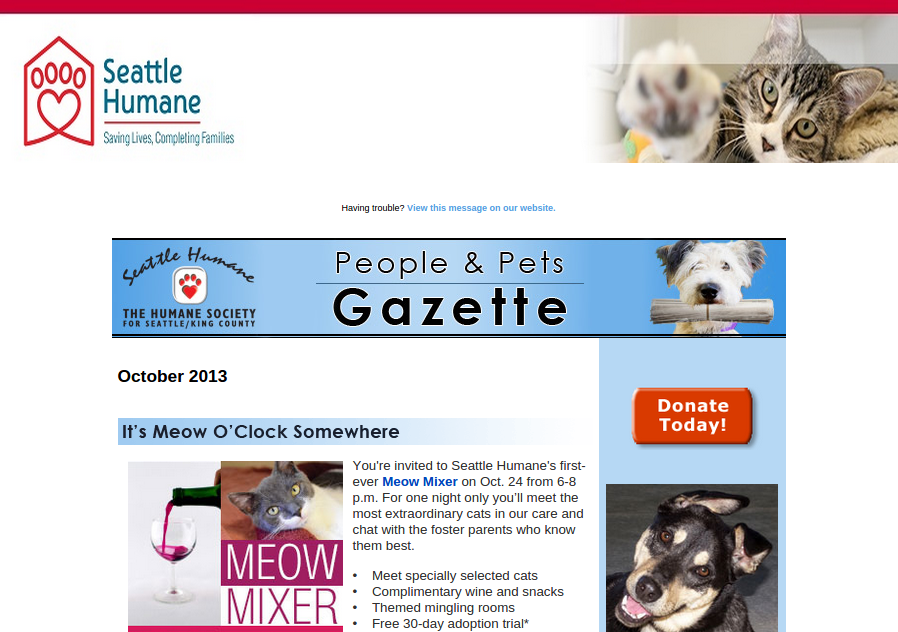 Seattle
Humane
Saving Lives, Completing Families
Having trouble? View this message on our website.
Seattle Humane
THE HUMANE SOCIETY
FOR SEATTLE/KING COUNTY
People & Pets
Gazette
October 2013
Donate
Today!
It's Meow O'Clock Somewhere
MEOW
MIXER
You're invited to Seattle Humane's first-
ever Meow Mixer on Oct. 24 from 6-8
p.m. For one night only you'll meet the
most extraordinary cats in our care and
chat with the foster parents who know
them best.
• Meet specially selected cats
• Complimentary wine and snacks
• Themed mingling rooms
• Free 30-day adoption trial*